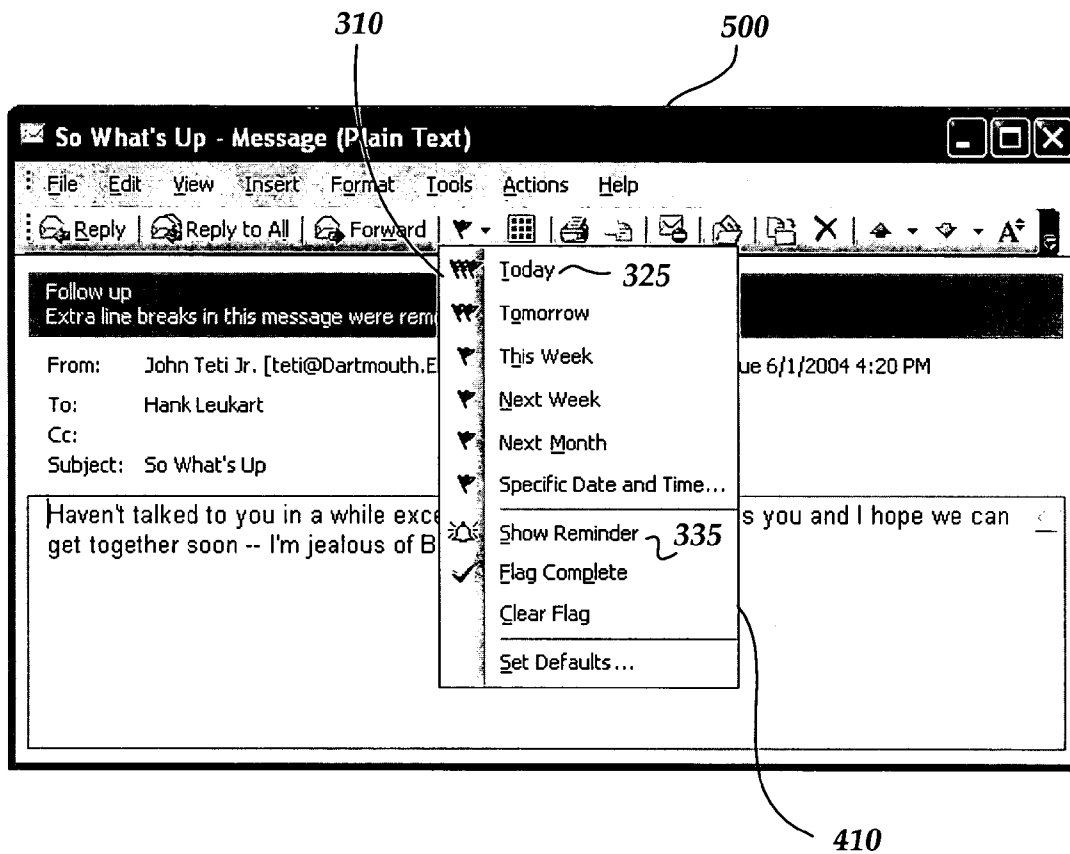 310 500
So What's Up - Message (Plain Text)
File Edit View Insert Format Tools Actions Help
Reply Reply to All Forward A
Today 325
Tomorrow
This Week
Next Week
Next Month
Specific Date and Time...
Show Reminder 335
Flag Complete
Clear Flag
Set Defaults...
Follow up
Extra line breaks in this message were
From: John Teti Jr. [teti@Dartmouth.E ue 6/1/2004 4:20 PM
To: Hank Leukart
Cc:
Subject: So What's Up
Haven't talked to you in a while exce s you and I hope we can
get together soon -- I'm jealous of B
410